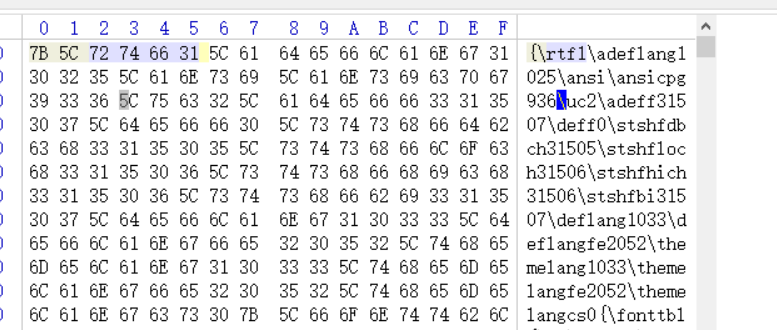 0 1 2 3 4 5 6 7 8 9 A B C D E F
0 7B 5C 72 74 66 31 5C 61 64 65 66 6C 61 6E 67 31 {\rtf1\adeflang1
0 30 32 35 5C 61 6E 73 69 5C 61 6E 73 69 63 70 67 025\ansi\ansicpg
0 39 33 36 5C 75 63 32 5C 61 64 65 66 66 33 31 35 936\uc2\adeff315
0 30 37 5C 64 65 66 66 30 5C 73 74 73 68 66 64 62 07\deff0\stshfdb
0 63 68 33 31 35 30 35 5C 73 74 73 68 66 6C 6F 63 ch31505\stshfloc
0 68 33 31 35 30 36 5C 73 74 73 68 66 68 69 63 68 h31506\stshfhich
0 33 31 35 30 36 5C 73 74 73 68 66 62 69 33 31 35 31506\stshfbi315
0 30 37 5C 64 65 66 6C 61 6E 67 31 30 33 33 5C 64 07\deflang1033\d
0 65 66 6C 61 6E 67 66 65 32 30 35 32 5C 74 68 65 eflangfe2052\the
0 6D 65 6C 61 6E 67 31 30 33 33 5C 74 68 65 6D 65 melang1033\theme
0 6C 61 6E 67 66 65 32 30 35 32 5C 74 68 65 6D 65 langfe2052\theme
0 6C 61 6E 67 63 73 30 7B 5C 66 6F 6E 74 74 62 6C langcs0{\fonttbl